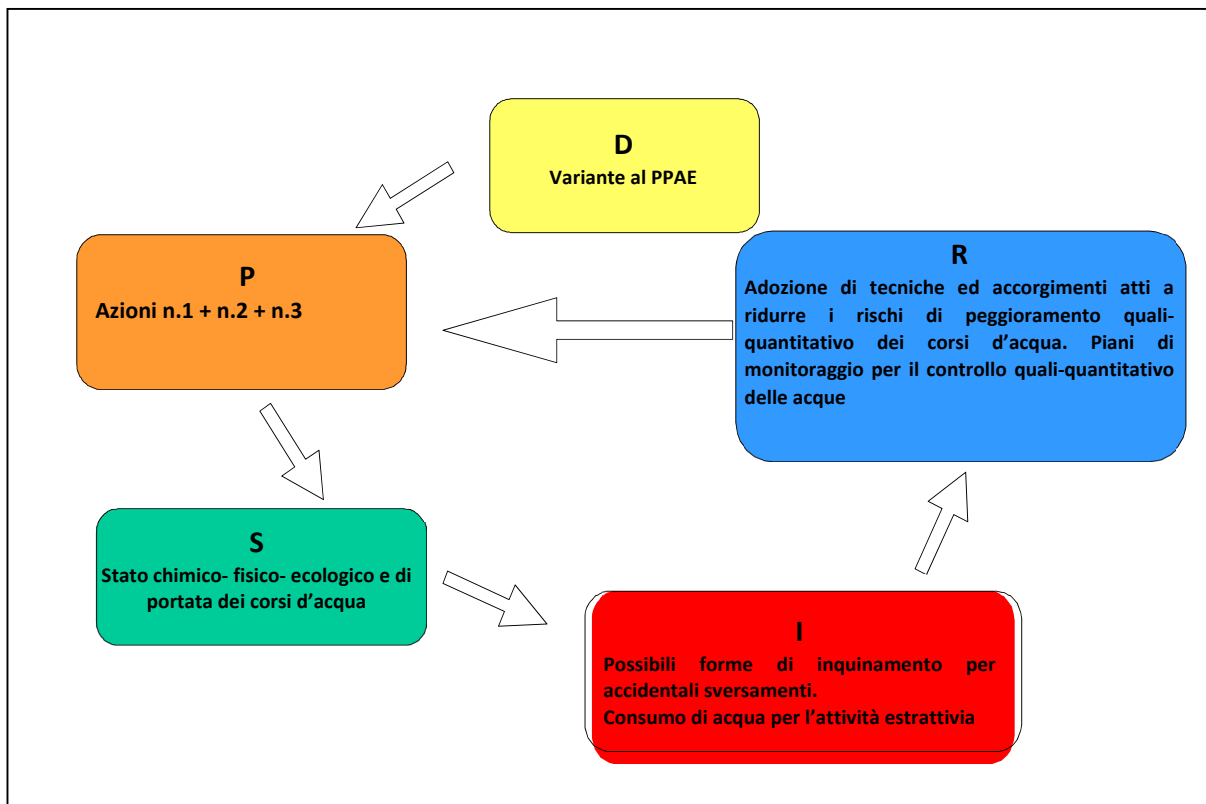 D
Variante al PPAE
P
Azioni n.1 + n.2 + n.3
R
Adozione di tecniche ed accorgimenti atti a
ridurre i rischi di peggioramento quali-
quantitativo dei corsi d'acqua. Piani di
monitoraggio per il controllo quali-quantitativo
delle acque
S
Stato chimico- fisico- ecologico e di
portata dei corsi d'acqua
I
Possibili forme di inquinamento per
accidentali sversamenti.
Consumo di acqua per l'attività estrattivia